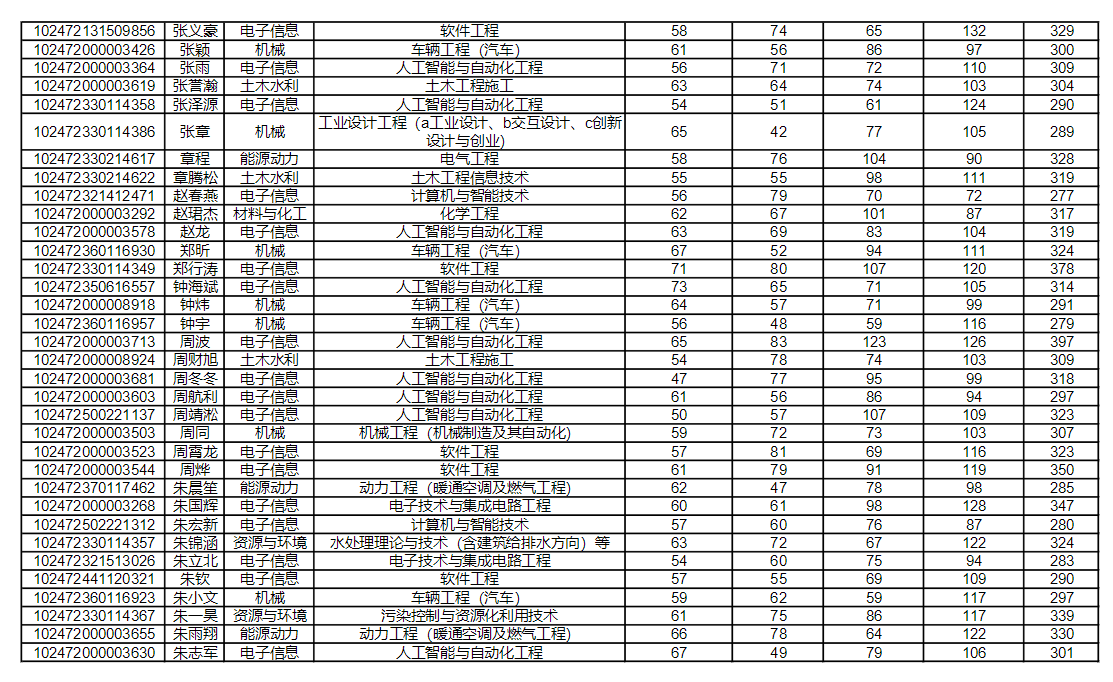 102472131509856 张义豪 电子信息 软件工程 58 74 65 132 329
102472000003426 张颖 机械 车辆工程（汽车） 61 56 86 97 300
102472000003364 张雨 电子信息 人工智能与自动化工程 56 71 72 110 309
102472000003619 张誉瀚 土木水利 土木工程施工 63 64 74 103 304
102472330114358 张泽源 电子信息 人工智能与自动化工程 54 51 61 124 290
102472330114386 张章 机械 工业设计工程（a工业设计、b交互设计、c创新
设计与创业) 65 42 77 105 289
102472330214617 章程 能源动力 电气工程 58 76 104 90 328
102472330214622 章腾松 土木水利 土木工程信息技术 55 55 98 111 319
102472321412471 赵春燕 电子信息 计算机与智能技术 56 79 70 72 277
102472000003292 赵珺杰 材料与化工 化学工程 62 67 101 87 317
102472000003578 赵龙 电子信息 人工智能与自动化工程 63 69 83 104 319
102472360116930 郑昕 机械 车辆工程（汽车） 67 52 94 111 324
102472330114349 郑行涛 电子信息 软件工程 71 80 107 120 378
102472350616557 钟海斌 电子信息 人工智能与自动化工程 73 65 71 105 314
102472000008918 钟炜 机械 车辆工程（汽车） 64 57 71 99 291
102472360116957 钟宇 机械 车辆工程（汽车） 56 48 59 116 279
102472000003713 周波 电子信息 人工智能与自动化工程 65 83 123 126 397
102472000008924 周财旭 土木水利 土木工程施工 54 78 74 103 309
102472000003681 周冬冬 电子信息 人工智能与自动化工程 47 77 95 99 318
102472000003603 周航利 电子信息 人工智能与自动化工程 61 56 86 94 297
102472500221137 周靖淞 电子信息 人工智能与自动化工程 50 57 107 109 323
102472000003503 周同 机械 机械工程（机械制造及其自动化) 59 72 73 103 307
102472000003523 周霄龙 电子信息 软件工程 57 81 69 116 323
102472000003544 周烨 电子信息 软件工程 61 79 91 119 350
102472370117462 朱晨笙 能源动力 动力工程（暖通空调及燃气工程) 62 47 78 98 285
102472000003268 朱国辉 电子信息 电子技术与集成电路工程 60 61 98 128 347
102472502221312 朱宏新 电子信息 计算机与智能技术 57 60 76 87 280
102472330114357 朱锦涵 资源与环境 水处理理论与技术（含建筑给排水方向）等 63 72 67 122 324
102472321513026 朱立北 电子信息 电子技术与集成电路工程 54 60 75 94 283
102472441120321 朱钦 电子信息 软件工程 57 55 69 109 290
102472360116923 朱小文 机械 车辆工程（汽车） 59 62 59 117 297
102472330114367 朱一昊 资源与环境 污染控制与资源化利用技术 61 75 86 117 339
102472000003655 朱雨翔 能源动力 动力工程（暖通空调及燃气工程) 66 78 64 122 330
102472000003630 朱志军 电子信息 人工智能与自动化工程 67 49 79 106 301